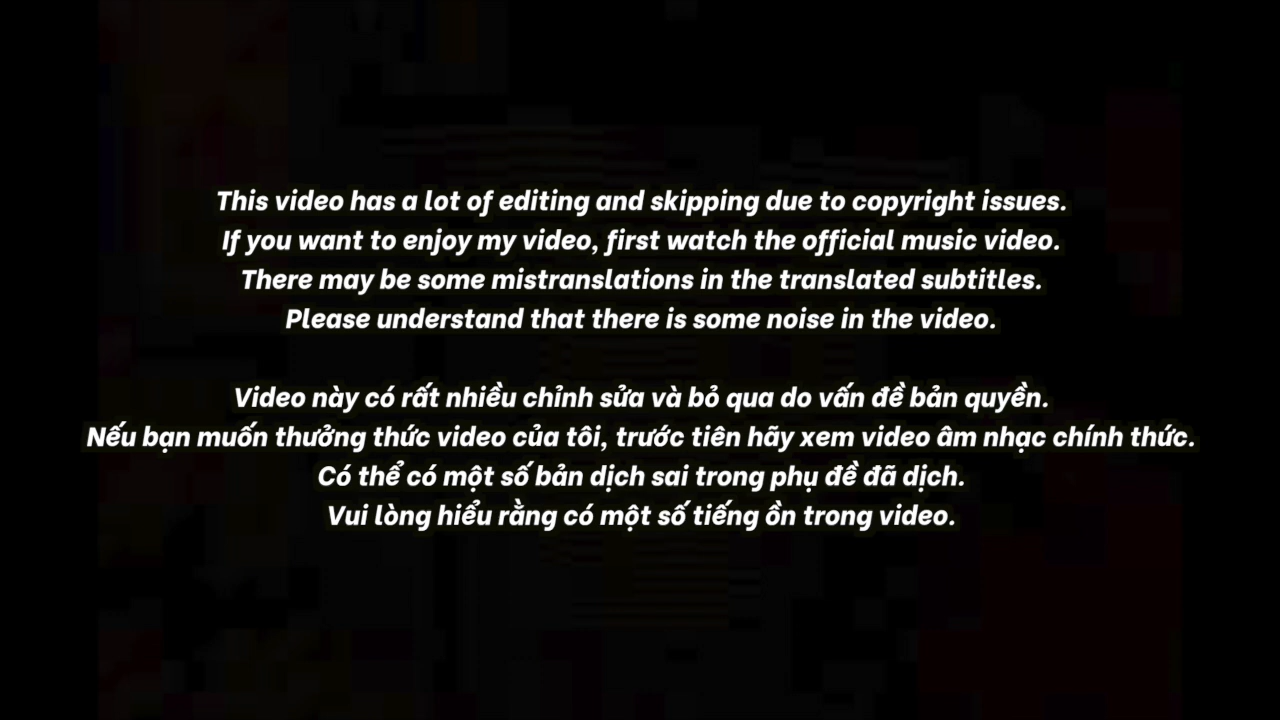 This video has a lot of editing and skipping due to copyright issues.
If you want to enjoy my video, first watch the official music video.
There may be some mistranslations in the translated subtitles.
Please understand that there is some noise in the video.
Video này có rất nhiều chỉnh sửa và bỏ qua do vấn đề bản quyền.
Nếu bạn muốn thưởng thức video của tôi, trước tiên hãy xem video âm nhạc chính thức.
Có thể có một số bản dịch sai trong phụ đề đã dịch.
Vui lòng hiểu rằng có một số tiếng ồn trong video.